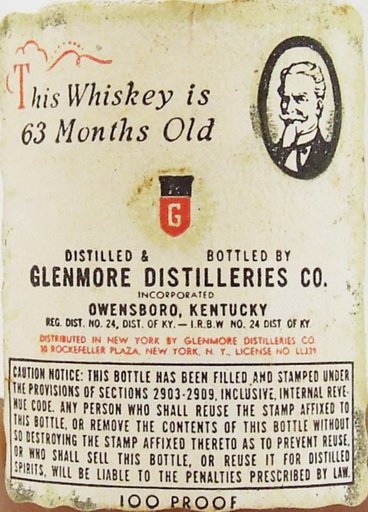 This Whiskey is
63 Months Old
G
DISTILLED & BOTTLED BY
GLENMORE DISTILLERIES CO.
INCORPORATED
OWENSBORO, KENTUCKY
REG. DIST. NO. 24, DIST. OF KY. — I.R.B.W NO. 24 DIST OF KY.
DISTRIBUTED IN NEW YORK BY GLENMORE DISTILLERIES CO.
30 ROCKEFELLER PLAZA, NEW YORK, N. Y., LICENSE NO LL339
CAUTION NOTICE: THIS BOTTLE HAS BEEN FILLED AND STAMPED UNDER
THE PROVISIONS OF SECTIONS 2903-2909, INCLUSIVE, INTERNAL REVE-
NUE CODE. ANY PERSON WHO SHALL REUSE THE STAMP AFFIXED TO
THIS BOTTLE, OR REMOVE THE CONTENTS OF THIS BOTTLE WITHOUT
SO DESTROYING THE STAMP AFFIXED THERETO AS TO PREVENT REUSE,
OR WHO SHALL SELL THIS BOTTLE, OR REUSE IT FOR DISTILLED
SPIRITS, WILL BE LIABLE TO THE PENALTIES PRESCRIBED BY LAW.
100 PROOF